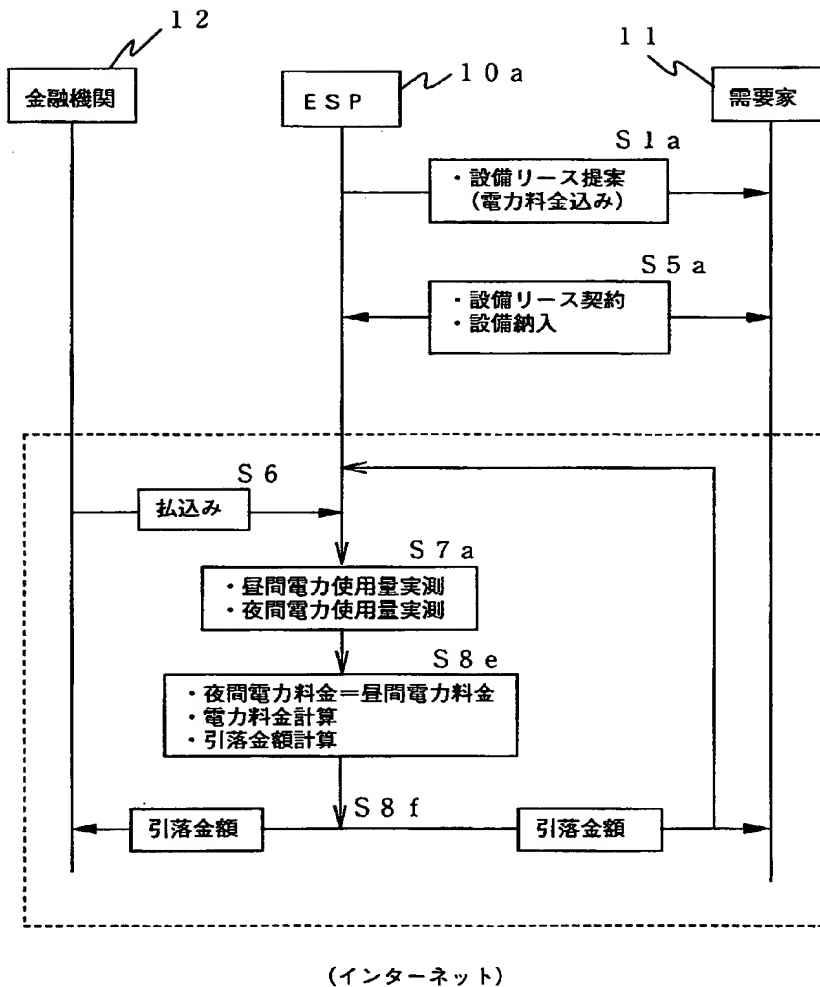 １２
１０ａ
１１
金融機関
ＥＳＰ
需要家
Ｓ１ａ
・設備リース提案
（電力料金込み）
Ｓ５ａ
・設備リース契約
・設備納入
Ｓ６
払込み
Ｓ７ａ
・昼間電力使用量実測
・夜間電力使用量実測
Ｓ８ｅ
・夜間電力料金＝昼間電力料金
・電力料金計算
・引落金額計算
Ｓ８ｆ
引落金額
引落金額
（インターネット）